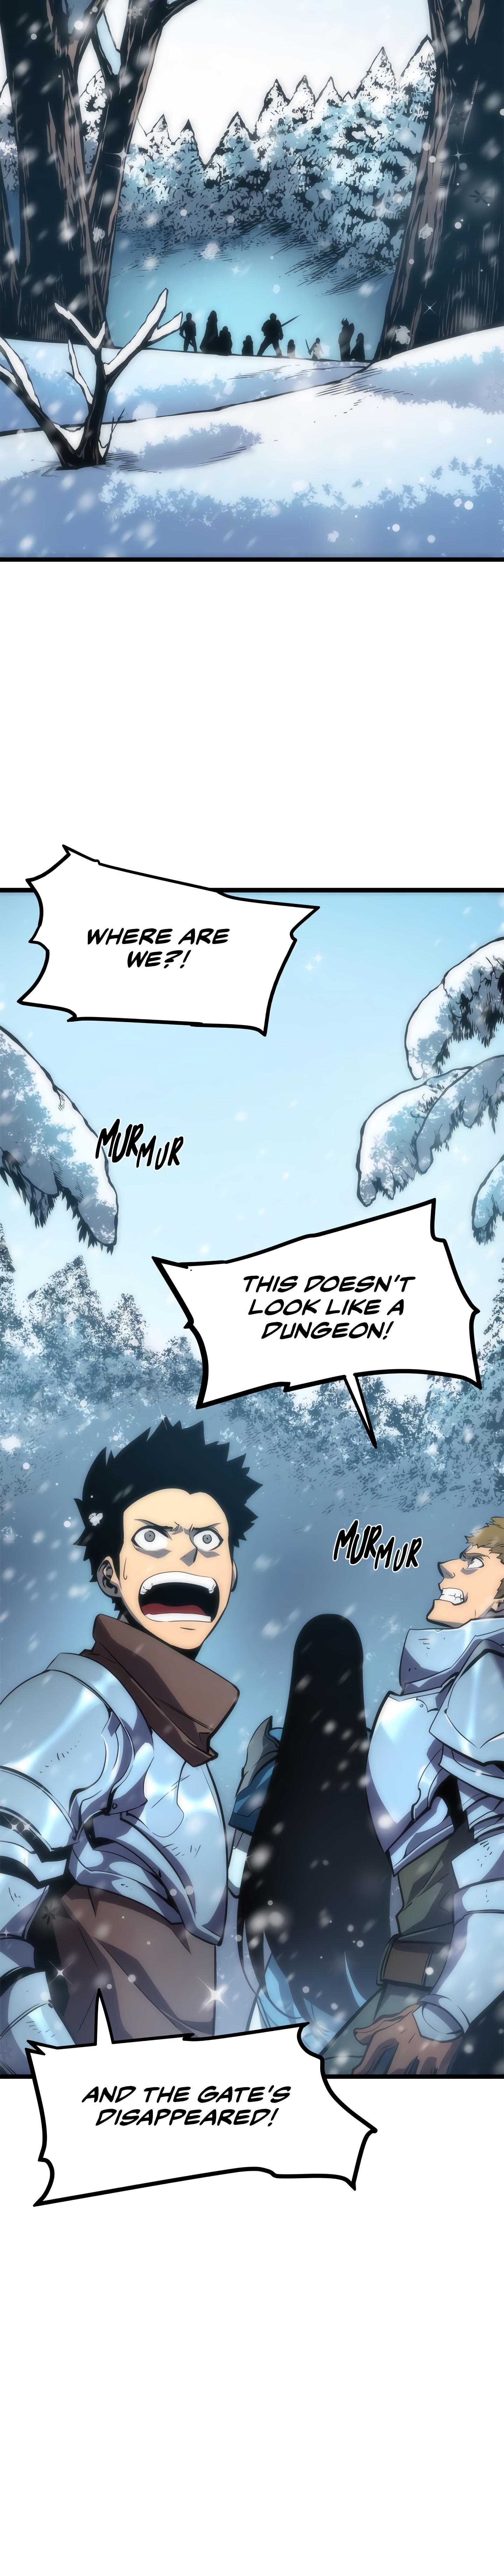 WHERE ARE
WE?!
MURMUR
THIS DOESN'T
LOOK LIKE A
DUNGEON!
MURMUR
AND THE GATE'S
DISAPPEARED!